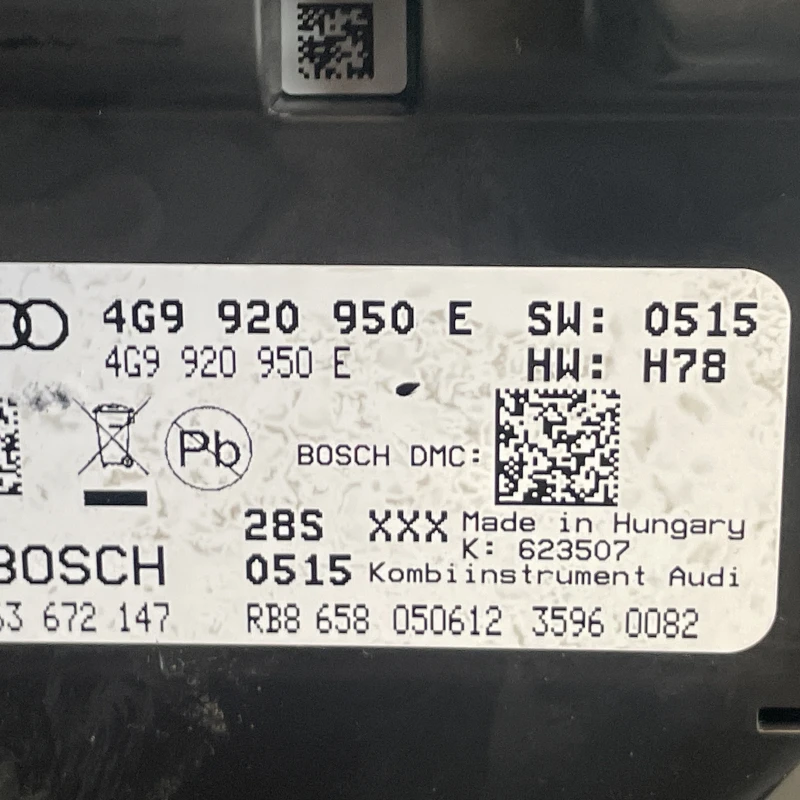 4G9 920 950 E SW: 0515
4G9 920 950 E HW: H78
Pb
BOSCH DMC:
28S XXX Made in Hungary
K: 623507
BOSCH 0515 Kombiinstrument Audi
672 147 RB8 658 050612 3596 0082